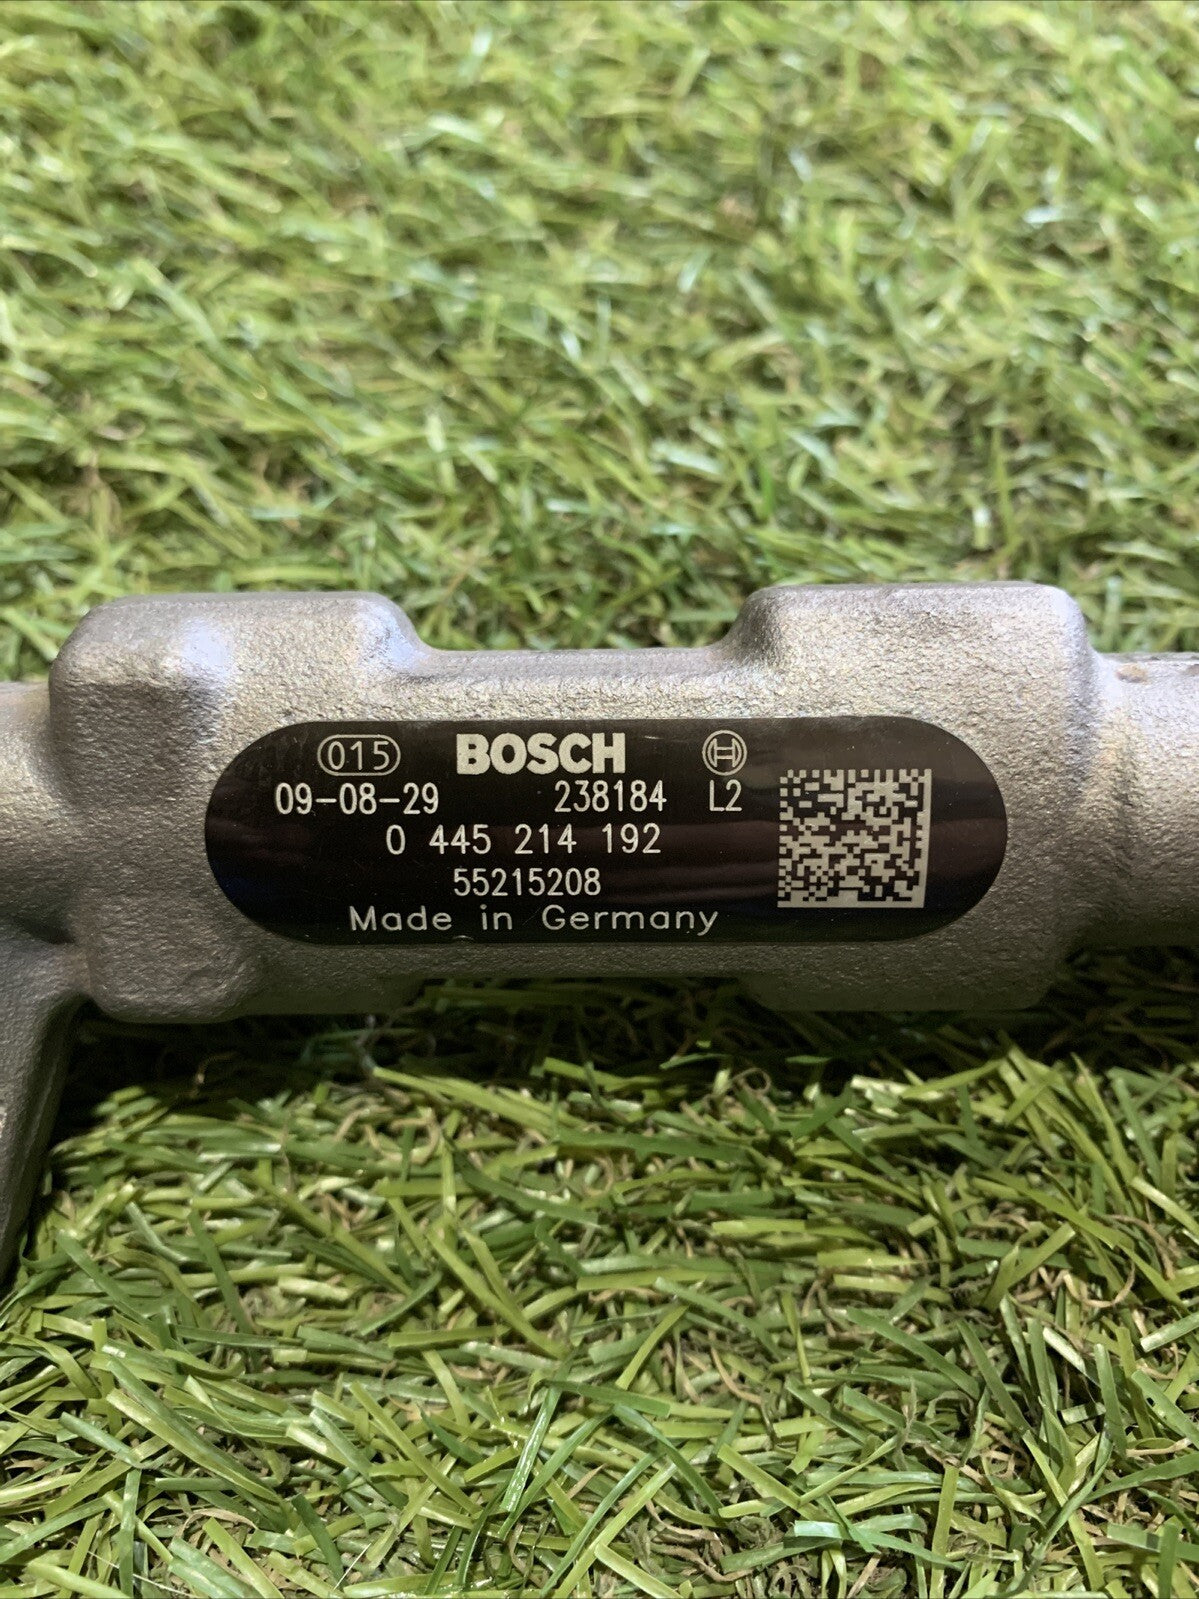 015 BOSCH
09-08-29 238184 L2
0 445 214 192
55215208
Made in Germany